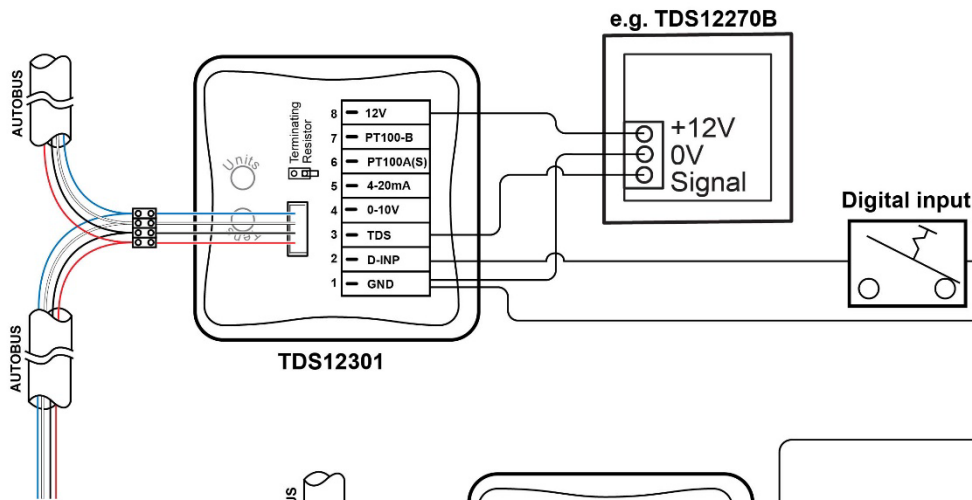 e.g. TDS12270B
AUTOBUS
Terminating
Resistor
Units
Tens
8 12V
7 PT100-B
6 PT100A(S)
5 4-20mA
4 0-10V
3 TDS
2 D-INP
1 GND
+12V
0V
Signal
Digital input
TDS12301
AUTOBUS